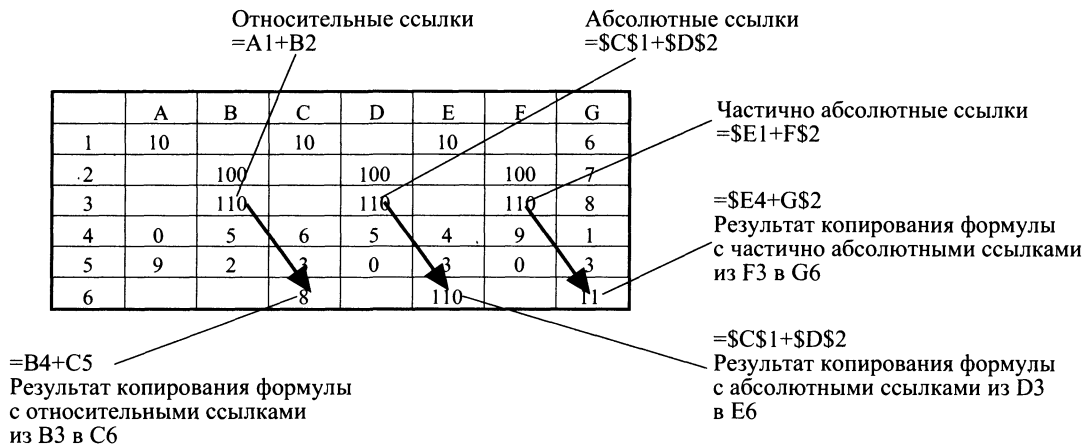 Относительные ссылки
=A1+B2
Абсолютные ссылки
=$C$1+$D$2
Частично абсолютные ссылки
=$E1+F$2
A B C D E F G
1 10 10 10 6
2 100 100 100 7
3 110 110 110 8
4 0 5 6 5 4 9 1
5 9 2 3 0 3 0 3
6 8 110 11
=$E4+G$2
Результат копирования формулы
с частично абсолютными ссылками
из F3 в G6
=$C$1+$D$2
Результат копирования формулы
с абсолютными ссылками из D3
в E6
=B4+C5
Результат копирования формулы
с относительными ссылками
из B3 в C6